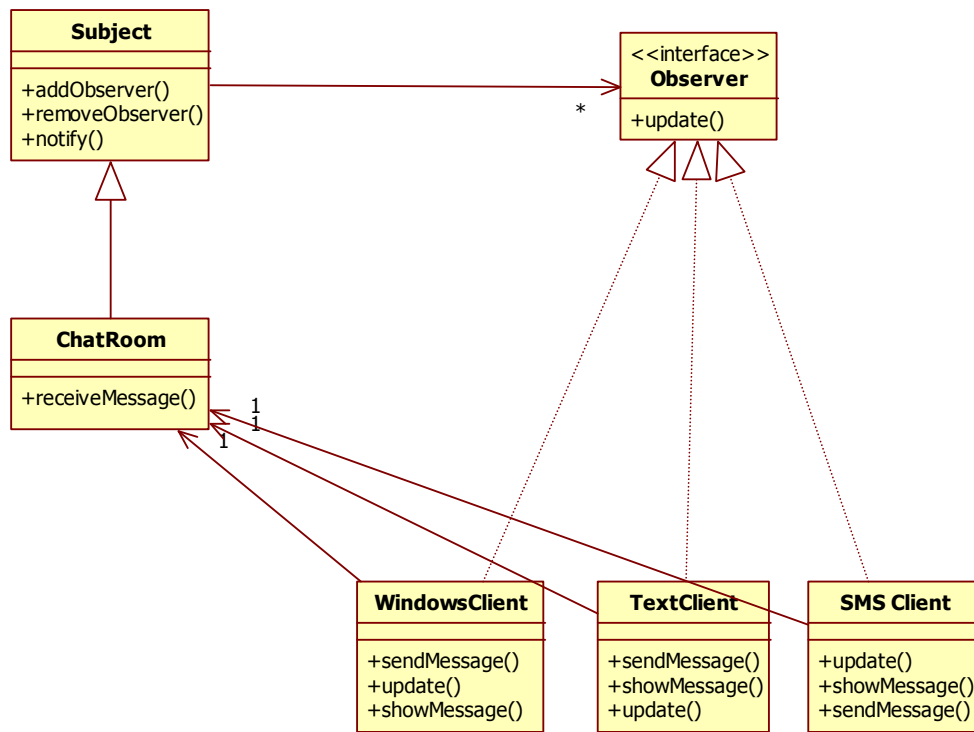 Subject
+addObserver()
+removeObserver()
+notify()
<<interface>>
Observer
+update()
*
ChatRoom
+receiveMessage()
1
1
1
WindowsClient
+sendMessage()
+update()
+showMessage()
TextClient
+sendMessage()
+showMessage()
+update()
SMS Client
+update()
+showMessage()
+sendMessage()